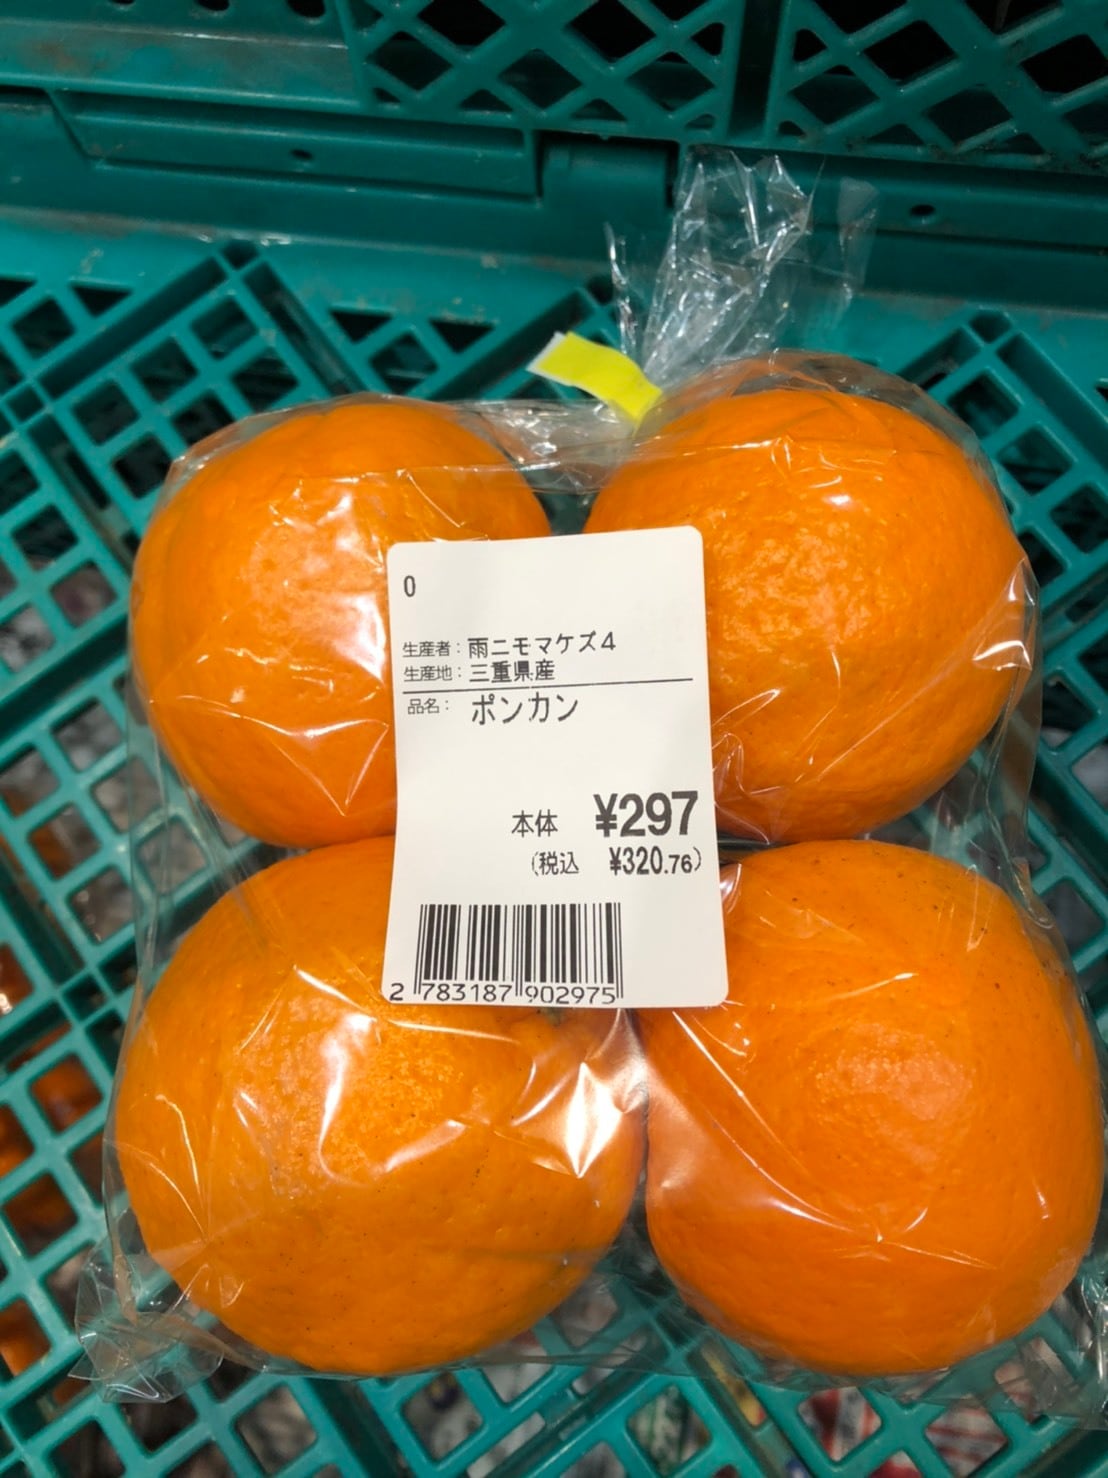 0
生産者：雨ニモマケズ４
生産地：三重県産
品名：ポンカン
本体 ¥297
（税込 ¥320.76）
2 783187 902975